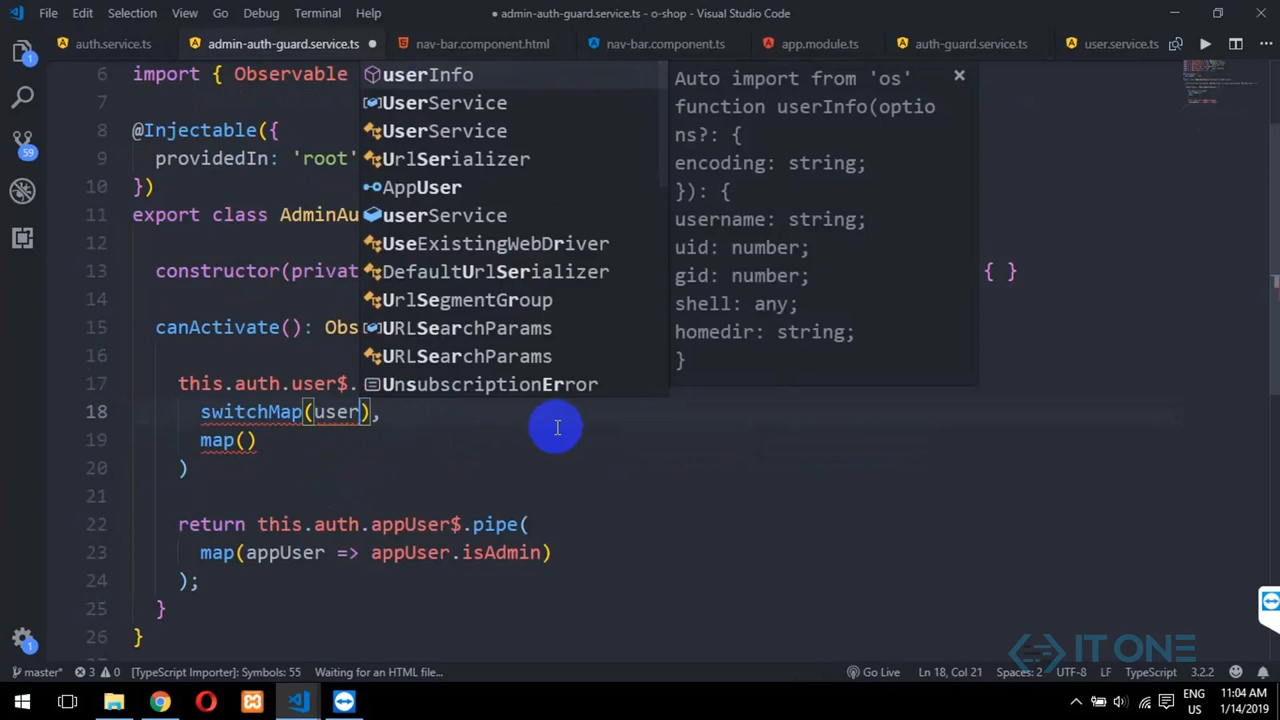 File Edit Selection View Go Debug Terminal Help ● admin-auth-guard.service.ts - o-shop - Visual Studio Code
auth.service.ts admin-auth-guard.service.ts ● nav-bar.component.html nav-bar.component.ts app.module.ts auth-guard.service.ts user.service.ts
6 import { Observable
7
8 @Injectable({
9 providedIn: 'root'
10 })
11 export class AdminAu
12
13 constructor(privat { }
14
15 canActivate(): Obs
16
17 this.auth.user$.
18 switchMap(user),
19 map()
20 )
21
22 return this.auth.appUser$.pipe(
23 map(appUser => appUser.isAdmin)
24 );
25 }
26 }
userInfo
UserService
UserService
UrlSerializer
AppUser
userService
UseExistingWebDriver
DefaultUrlSerializer
UrlSegmentGroup
URLSearchParams
URLSearchParams
UnsubscriptionError
Auto import from 'os'
function userInfo(optio
ns?: {
encoding: string;
}): {
username: string;
uid: number;
gid: number;
shell: any;
homedir: string;
}
1
59
1
IT ONE
master* 3 0 [TypeScript Importer]: Symbols: 55 Waiting for an HTML file... Go Live Ln 18, Col 21 Spaces: 2 UTF-8 LF TypeScript 3.2.2
ENG 11:04 AM
US 1/14/2019